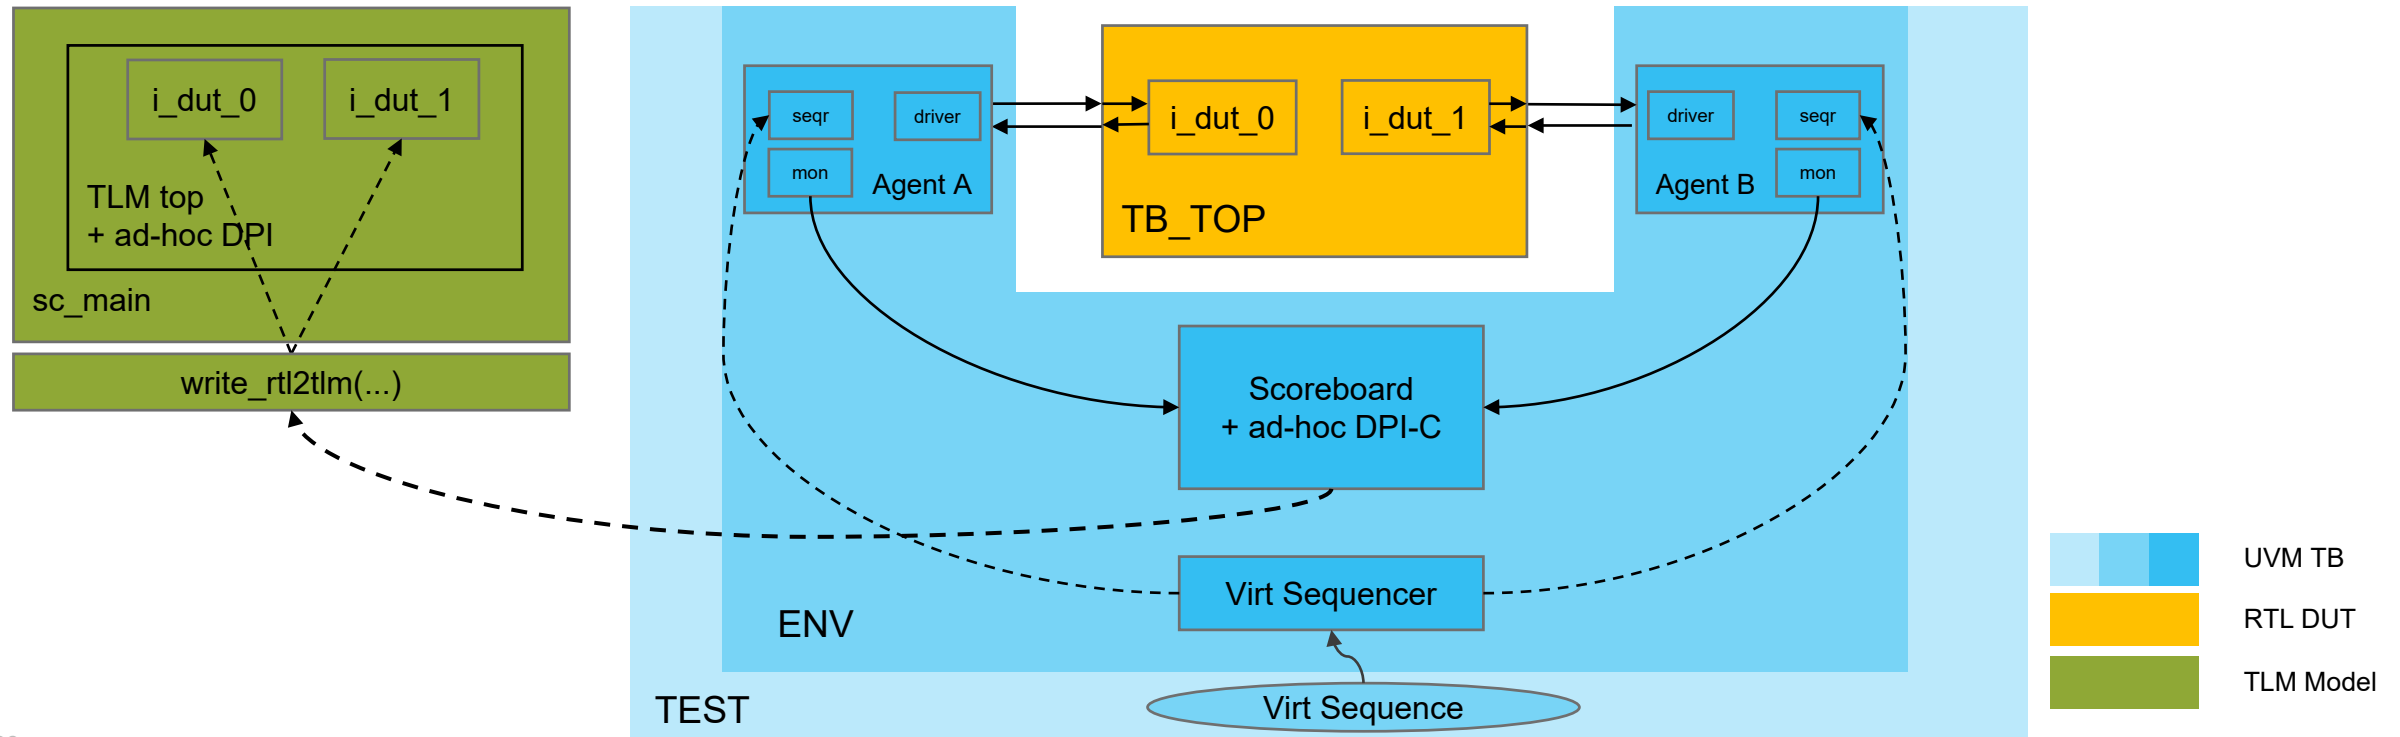 i_dut_0
i_dut_1
TLM top
+ ad-hoc DPI
sc_main
write_rtl2tlm(...)
seqr
driver
mon
Agent A
i_dut_0
i_dut_1
TB_TOP
driver
seqr
mon
Agent B
Scoreboard
+ ad-hoc DPI-C
Virt Sequencer
ENV
TEST
Virt Sequence
UVM TB
RTL DUT
TLM Model